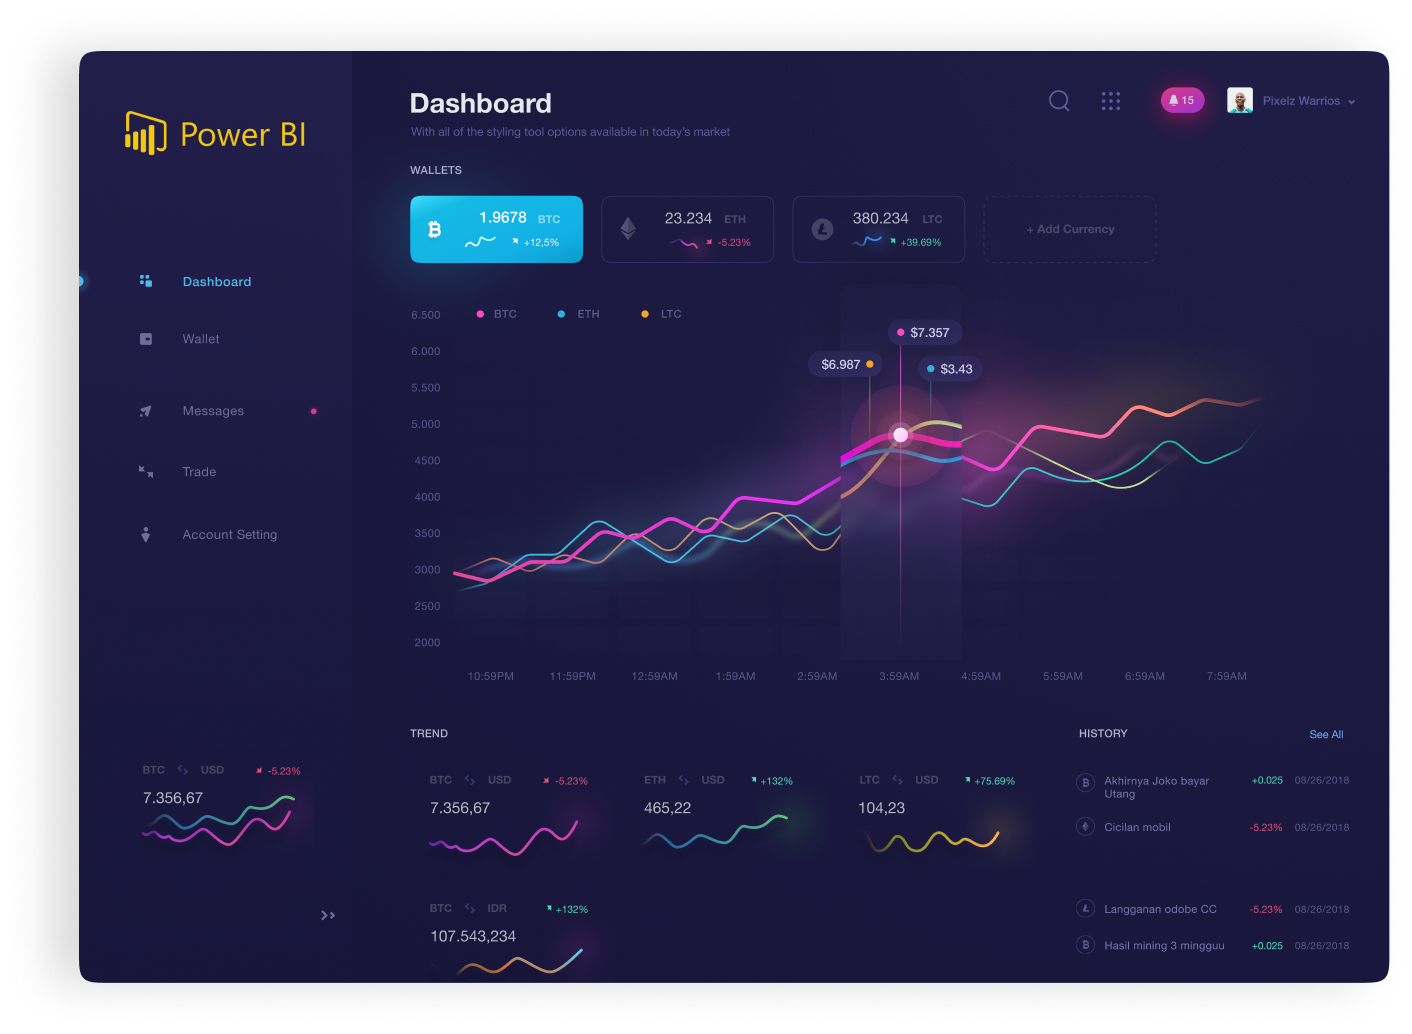 Power BI
Dashboard
Wallet
Messages
Trade
Account Setting
BTC USD -5.23%
7.356,67
Dashboard
With all of the styling tool options available in today's market
15
Pixelz Warrios
WALLETS
1.9678 BTC
+12,5%
23.234 ETH
-5.23%
380.234 LTC
+39.69%
+ Add Currency
BTC ETH LTC
6.500
6.000
5.500
5.000
4500
4000
3500
3000
2500
2000
$7.357
$6.987
$3.43
10:59PM 11:59PM 12:59AM 1:59AM 2:59AM 3:59AM 4:59AM 5:59AM 6:59AM 7:59AM
TREND
BTC USD -5.23%
7.356,67
ETH USD +132%
465,22
LTC USD +75.69%
104,23
BTC IDR +132%
107.543,234
HISTORY
See All
Akhirnya Joko bayar +0.025 08/26/2018
Utang
Cicilan mobil -5.23% 08/26/2018
Langganan odobe CC -5.23% 08/26/2018
Hasil mining 3 mingguu +0.025 08/26/2018